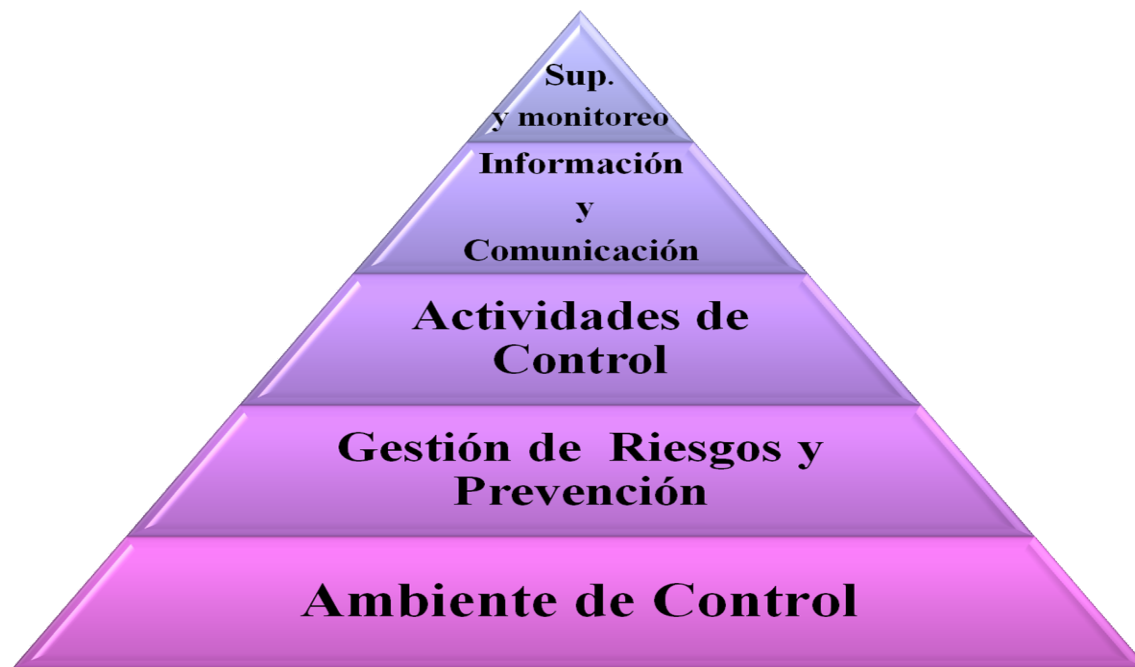 Sup.
y monitoreo
Información
y
Comunicación
Actividades de
Control
Gestión de Riesgos y
Prevención
Ambiente de Control